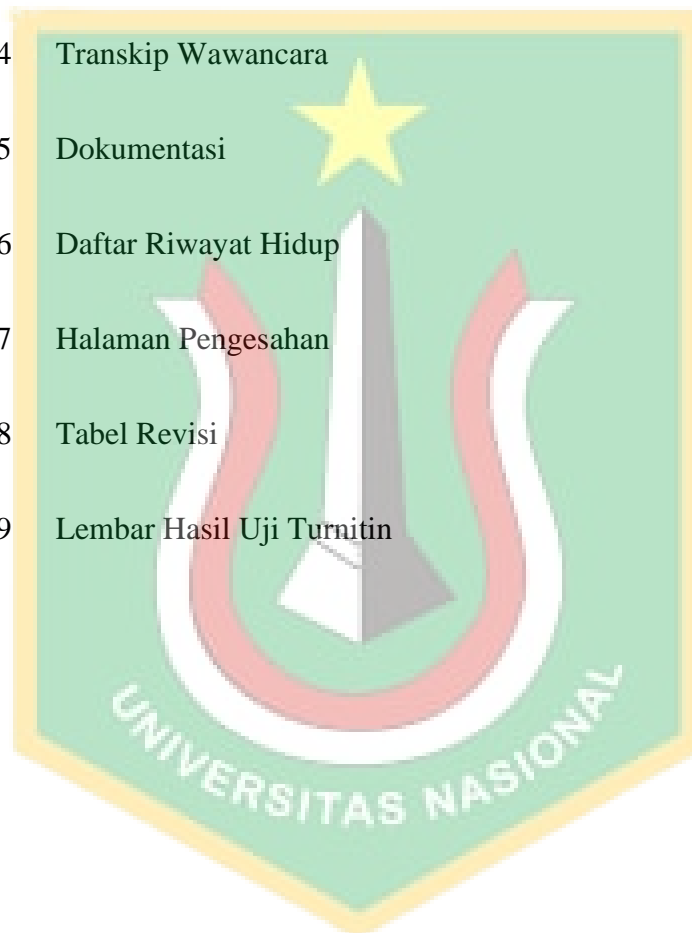 4 Transkip Wawancara
5 Dokumentasi
6 Daftar Riwayat Hidup
7 Halaman Pengesahan
8 Tabel Revisi
9 Lembar Hasil Uji Turnitin
UNIVERSITAS NASIONAL